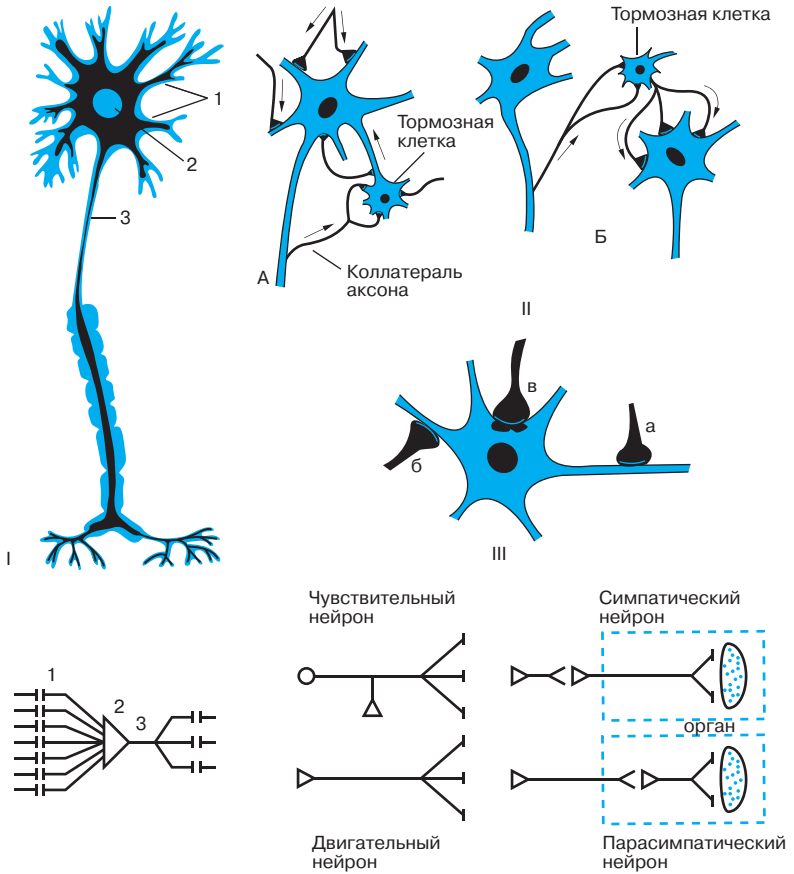 1
2
3
I
Тормозная
клетка
А
Коллатераль
аксона
Тормозная клетка
Б
II
в
а
б
III
1
2
3
Чувствительный
нейрон
Двигательный
нейрон
Симпатический
нейрон
орган
Парасимпатический
нейрон